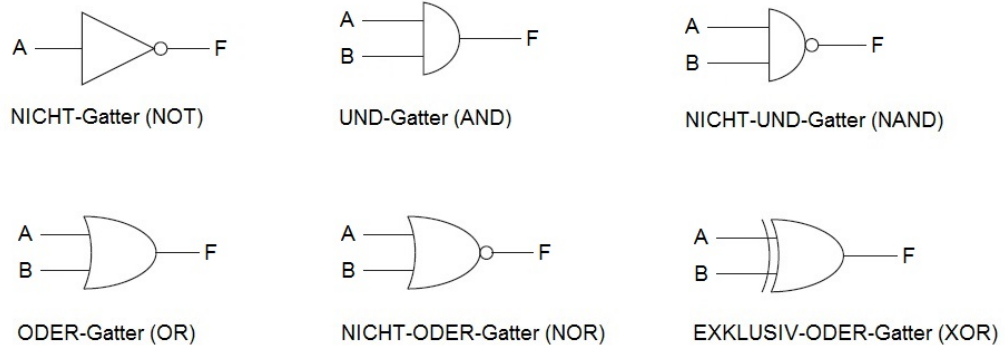 A
F
NICHT-Gatter (NOT)
A
B
F
UND-Gatter (AND)
A
B
F
NICHT-UND-Gatter (NAND)
A
B
F
ODER-Gatter (OR)
A
B
F
NICHT-ODER-Gatter (NOR)
A
B
F
EXKLUSIV-ODER-Gatter (XOR)